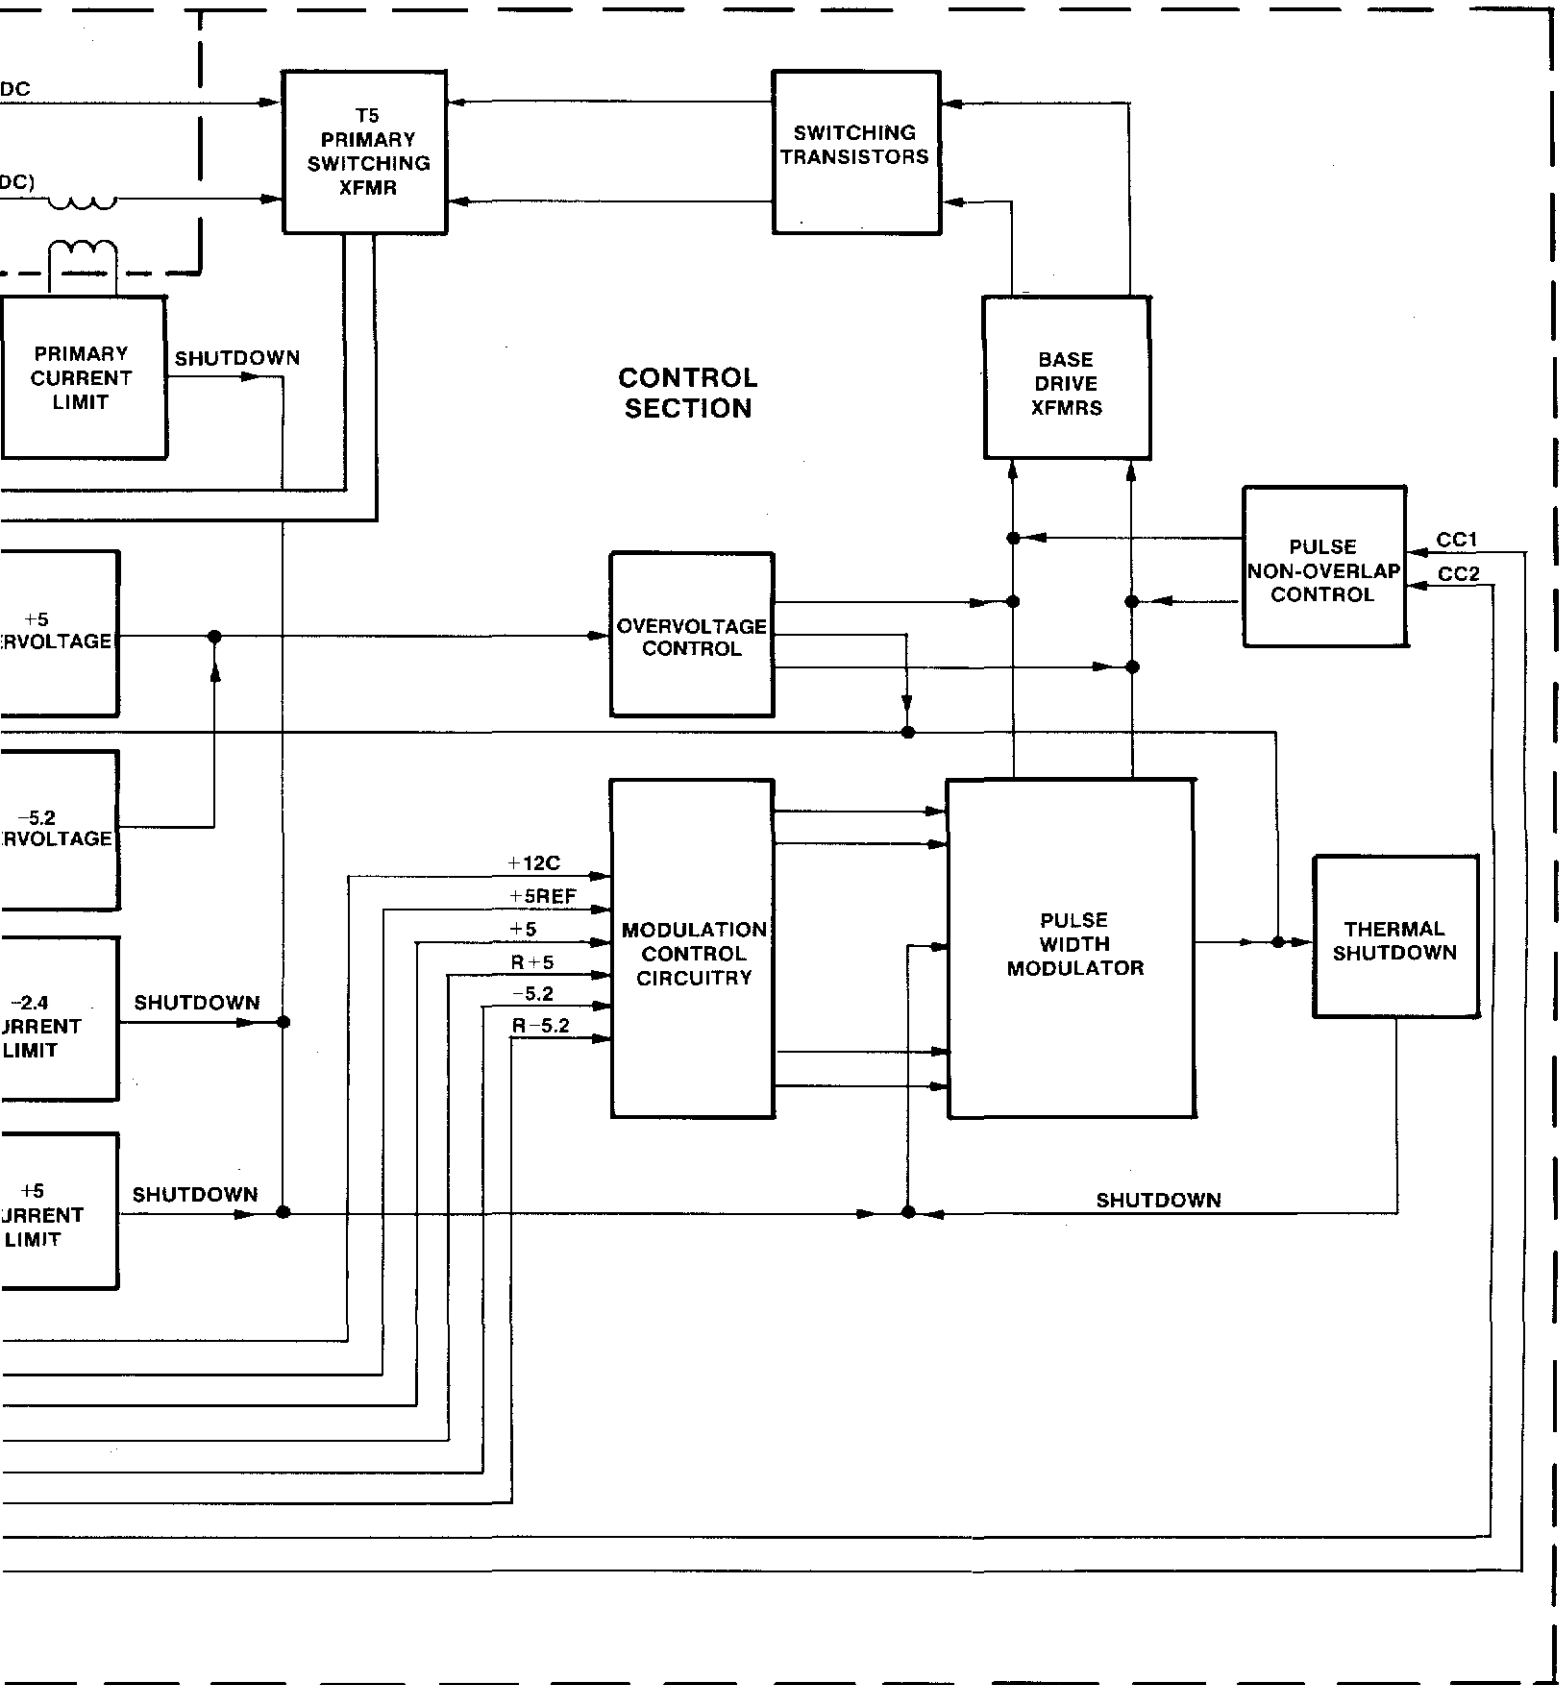 DC
T5
PRIMARY
SWITCHING
XFMR
SWITCHING
TRANSISTORS
DC)
PRIMARY
CURRENT
LIMIT
SHUTDOWN
CONTROL
SECTION
BASE
DRIVE
XFMRS
PULSE
NON-OVERLAP
CONTROL
CC1
CC2
+5
ERVOLTAGE
OVERVOLTAGE
CONTROL
-5.2
RVOLTAGE
+12C
+5REF
+5
R+5
-5.2
R-5.2
MODULATION
CONTROL
CIRCUITRY
PULSE
WIDTH
MODULATOR
THERMAL
SHUTDOWN
-2.4
URRENT
LIMIT
SHUTDOWN
+5
URRENT
LIMIT
SHUTDOWN
SHUTDOWN